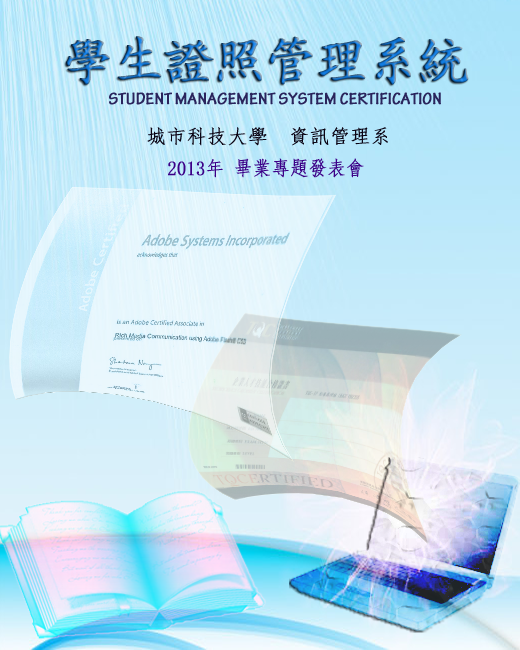 學生證照管理系統
STUDENT MANAGEMENT SYSTEM CERTIFICATION
城市科技大學 資訊管理系
2013年 畢業專題發表會
Adobe Systems Incorporated
acknowledges that
is an Adobe Certified Associate in
Rich Media Communication using Adobe Flash® CS3